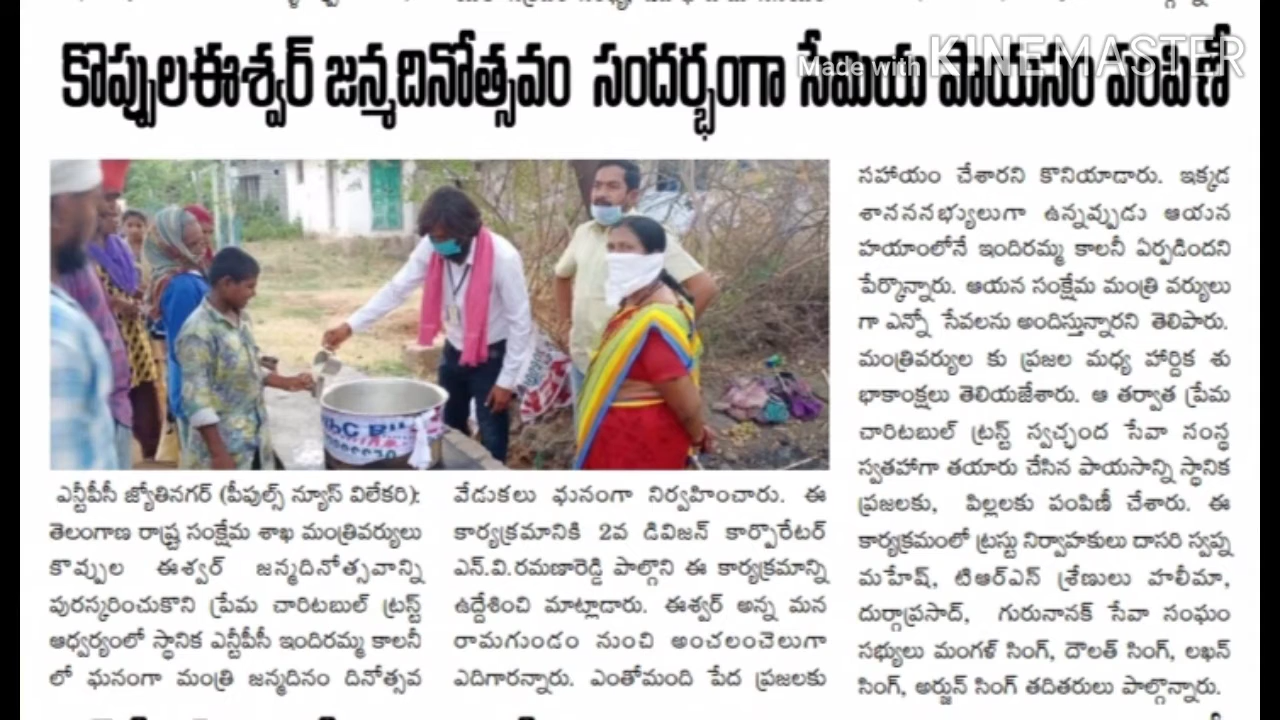 కొప్పులఈశ్వర్ జన్మదినోత్సవం సందర్భంగా సేమియ పాయసం పంపిణీ
Made with KINEMASTER
ఎన్టీపీసీ జ్యోతినగర్ (పీపుల్స్ న్యూస్ విలేకరి):
తెలంగాణ రాష్ట్ర సంక్షేమ శాఖ మంత్రివర్యులు
కొప్పుల ఈశ్వర్ జన్మదినోత్సవాన్ని
పురస్కరించుకొని ప్రేమ చారిటబుల్ ట్రస్ట్
ఆధ్వర్యంలో స్థానిక ఎన్టీపీసీ ఇందిరమ్మ కాలనీ
లో ఘనంగా మంత్రి జన్మదినం దినోత్సవ
వేడుకలు ఘనంగా నిర్వహించారు. ఈ
కార్యక్రమానికి 2వ డివిజన్ కార్పొరేటర్
ఎన్.వి.రమణారెడ్డి పాల్గొని ఈ కార్యక్రమాన్ని
ఉద్దేశించి మాట్లాడారు. ఈశ్వర్ అన్న మన
రామగుండం నుంచి అంచలంచెలుగా
ఎదిగారన్నారు. ఎంతోమంది పేద ప్రజలకు
సహాయం చేశారని కొనియాడారు. ఇక్కడ
శాసనసభ్యులుగా ఉన్నప్పుడు ఆయన
హయాంలోనే ఇందిరమ్మ కాలనీ ఏర్పడిందని
పేర్కొన్నారు. ఆయన సంక్షేమ మంత్రి వర్యులు
గా ఎన్నో సేవలను అందిస్తున్నారని తెలిపారు.
మంత్రివర్యుల కు ప్రజల మధ్య హార్దిక శు
భాకాంక్షలు తెలియజేశారు. ఆ తర్వాత ప్రేమ
చారిటబుల్ ట్రస్ట్ స్వచ్ఛంద సేవా సంస్థ
స్వతహాగా తయారు చేసిన పాయసాన్ని స్థానిక
ప్రజలకు, పిల్లలకు పంపిణీ చేశారు. ఈ
కార్యక్రమంలో ట్రస్టు నిర్వాహకులు దాసరి స్వప్న
మహేష్, టిఆర్ఎన్ శ్రేణులు హలీమా,
దుర్గాప్రసాద్, గురునానక్ సేవా సంఘం
సభ్యులు మంగళ్ సింగ్, దౌలత్ సింగ్, లఖన్
సింగ్, అర్జున్ సింగ్ తదితరులు పాల్గొన్నారు.